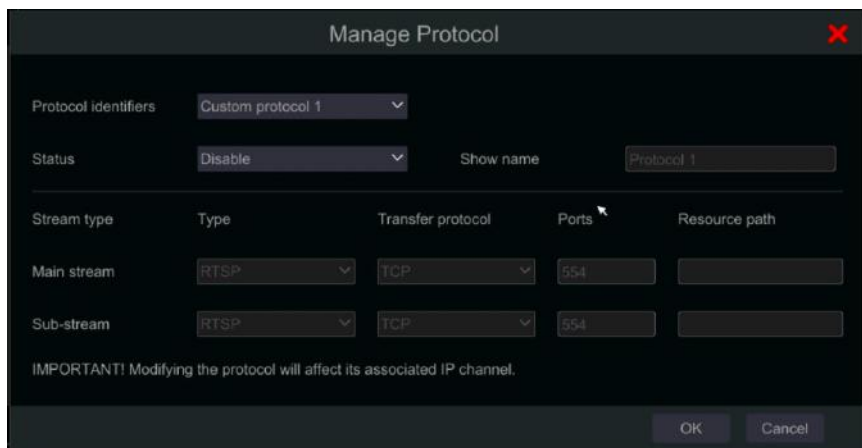 Manage Protocol
Protocol identifiers Custom protocol 1
Status Disable Show name Protocol 1
Stream type Type Transfer protocol Ports Resource path
Main stream RTSP TCP 554
Sub-stream RTSP TCP 554
IMPORTANT! Modifying the protocol will affect its associated IP channel.
OK Cancel